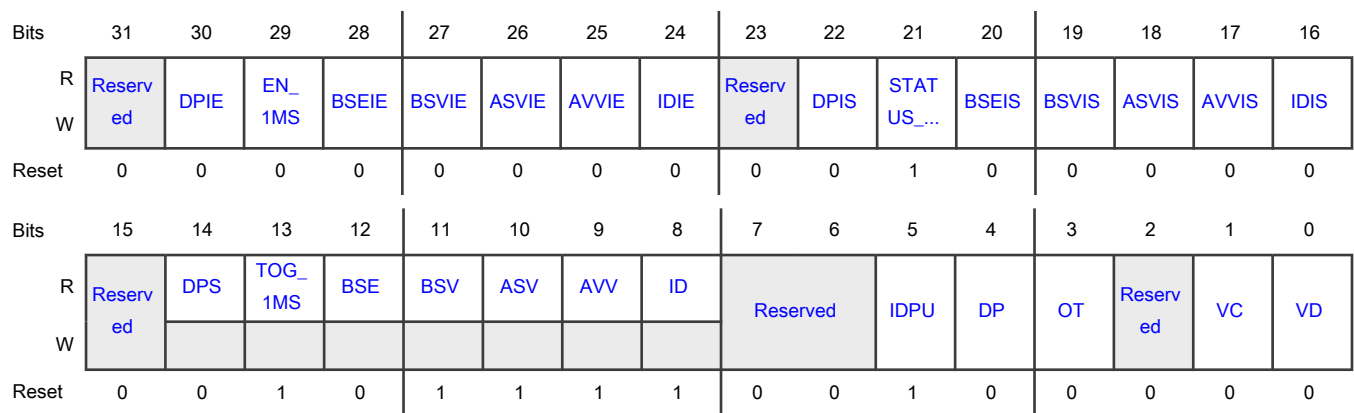 Bits 31 30 29 28 27 26 25 24 23 22 21 20 19 18 17 16
R W Reserv ed DPIE EN_ 1MS BSEIE BSVIE ASVIE AVVIE IDIE Reserv ed DPIS STAT US_... BSEIS BSVIS ASVIS AVVIS IDIS
Reset 0 0 0 0 0 0 0 0 0 0 1 0 0 0 0 0
Bits 15 14 13 12 11 10 9 8 7 6 5 4 3 2 1 0
R Reserv ed DPS TOG_ 1MS BSE BSV ASV AVV ID Reserved IDPU DP OT Reserv ed VC VD
W
Reset 0 0 1 0 1 1 1 1 0 0 1 0 0 0 0 0